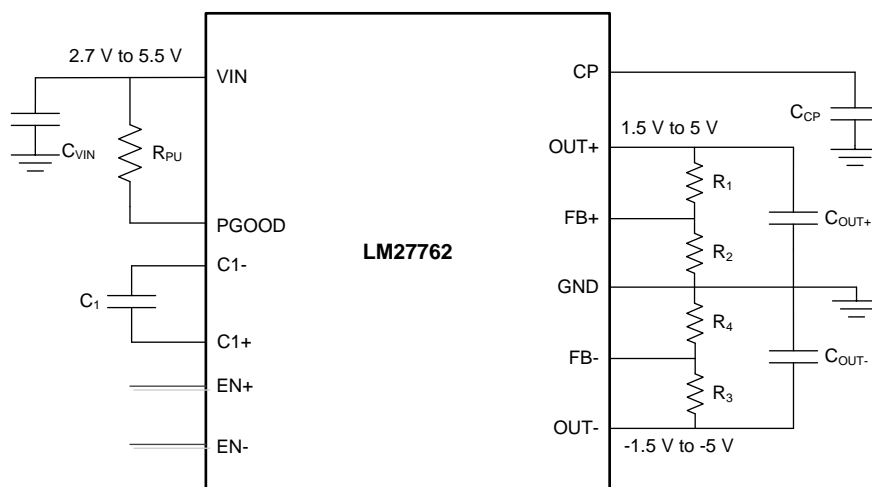 2.7 V to 5.5 V
VIN
CP
C_VIN
R_PU
C_CP
1.5 V to 5 V
OUT+
R_1
C_OUT+
PGOOD
FB+
LM27762
R_2
C1-
GND
C_1
R_4
C1+
FB-
C_OUT-
EN+
R_3
OUT-
EN-
-1.5 V to -5 V